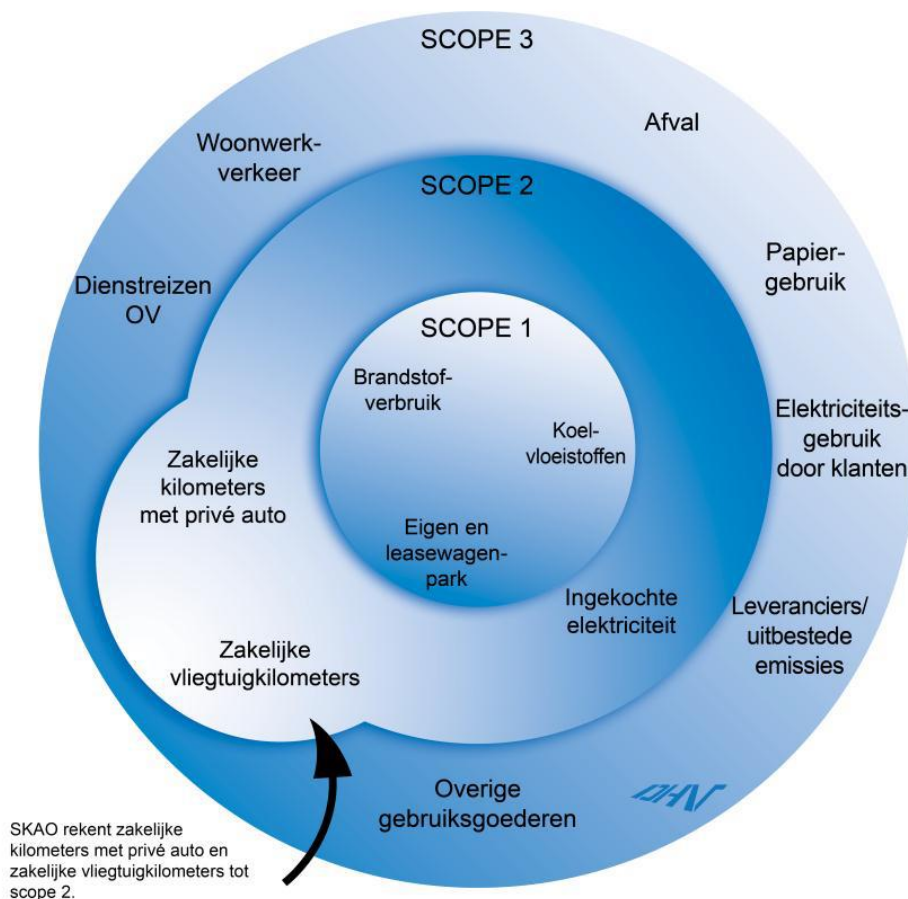 SCOPE 3
Afval
Woonwerk-
verkeer
SCOPE 2
Papier-
gebruik
Dienstreizen
OV
SCOPE 1
Brandstof-
verbruik
Koel-
vloeistoffen
Elektriciteits-
gebruik
door klanten
Zakelijke
kilometers
met privé auto
Eigen en
leasewagen-
park
Ingekochte
elektriciteit
Leveranciers/
uitbestede
emissies
Zakelijke
vliegtuigkilometers
Overige
gebruiksgoederen
DHV
SKAO rekent zakelijke
kilometers met privé auto en
zakelijke vliegtuigkilometers tot
scope 2.